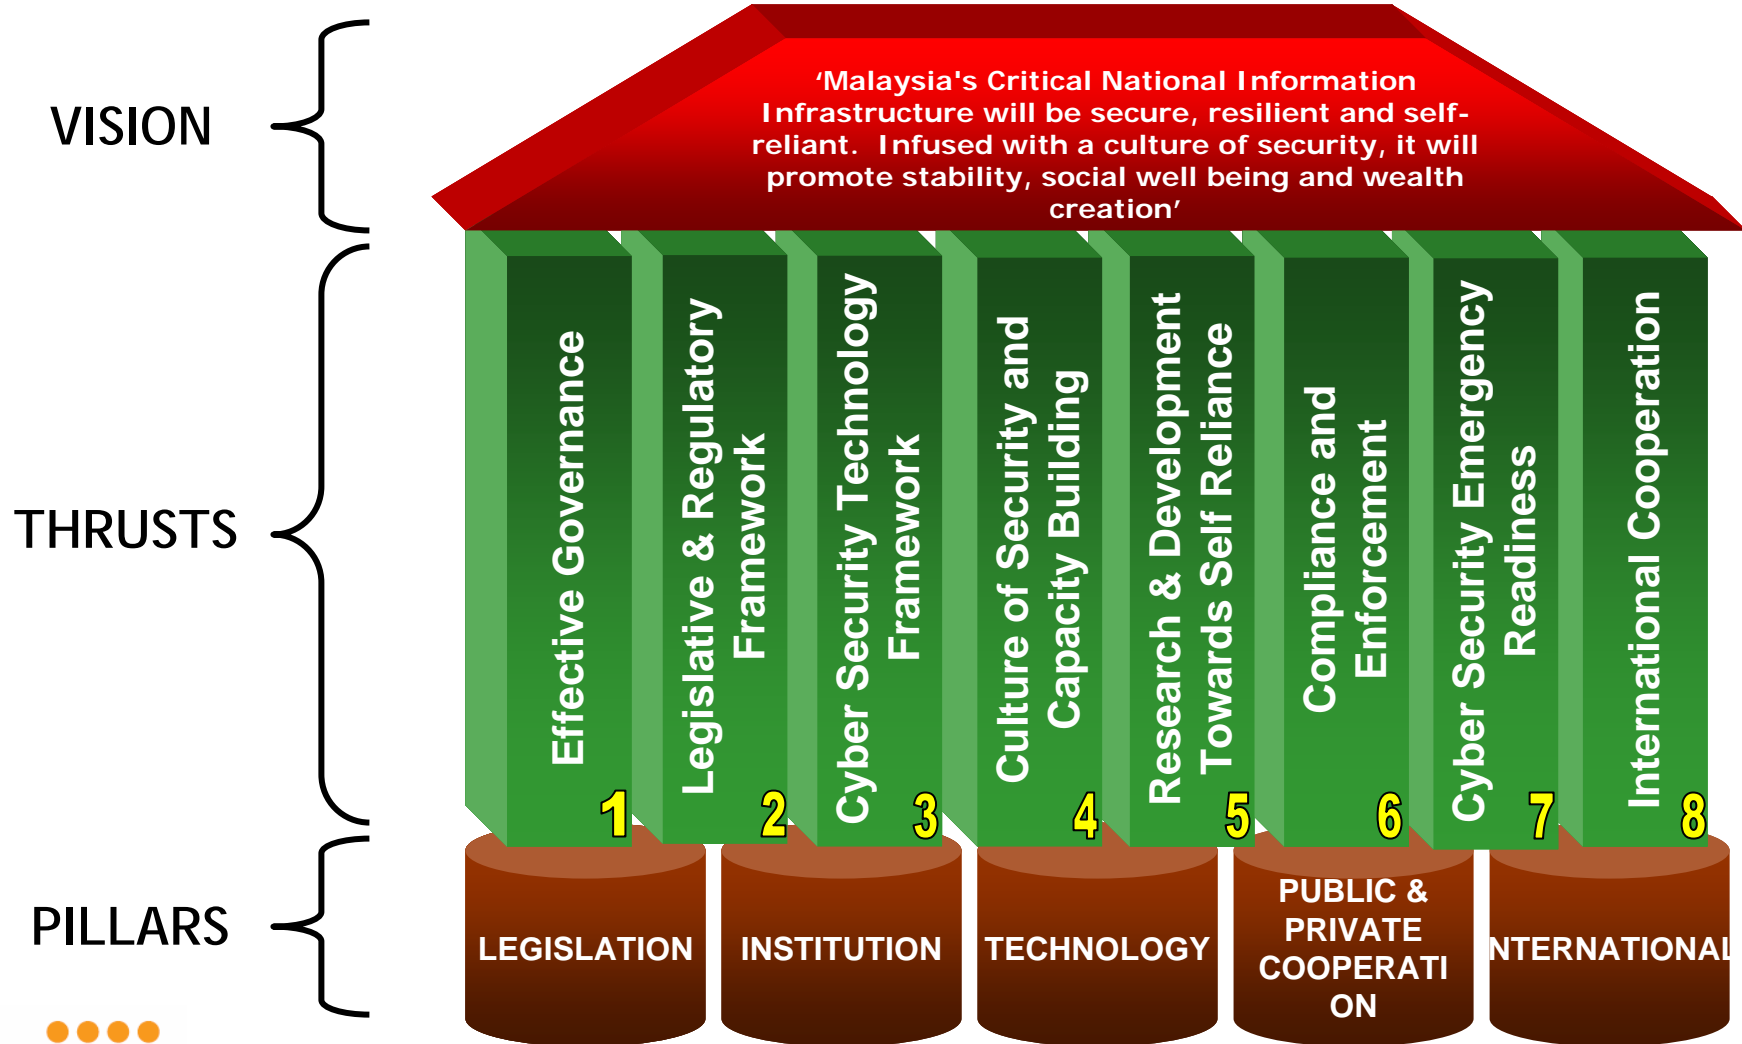 VISION
‘Malaysia's Critical National Information
Infrastructure will be secure, resilient and self-
reliant.  Infused with a culture of security, it will
promote stability, social well being and wealth
creation’
THRUSTS
Effective Governance
1
Legislative & Regulatory
Framework
2
Cyber Security Technology
Framework
3
Culture of Security and
Capacity Building
4
Research & Development
Towards Self Reliance
5
Compliance and
Enforcement
6
Cyber Security Emergency
Readiness
7
International Cooperation
8
PILLARS
LEGISLATION
INSTITUTION
TECHNOLOGY
PUBLIC &
PRIVATE
COOPERATI
ON
NTERNATIONAL